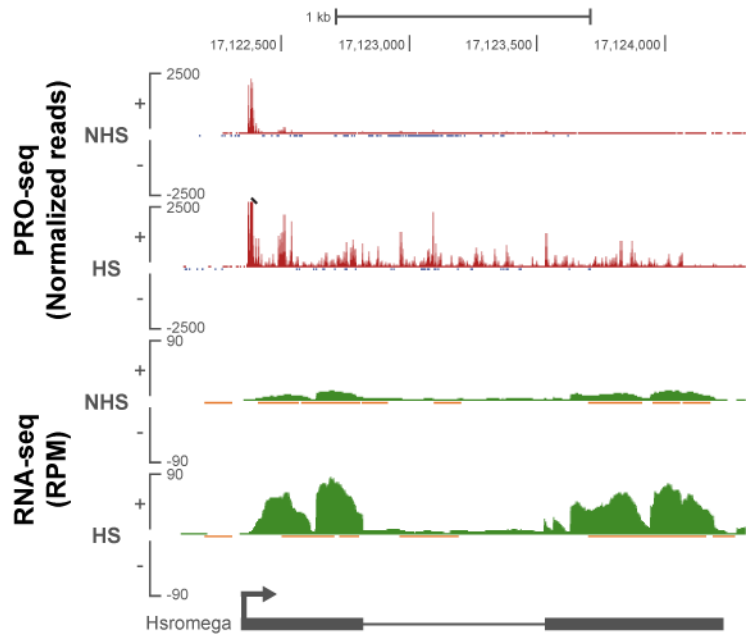 1 kb
17,122,500 17,123,000 17,123,500 17,124,000
PRO-seq
(Normalized reads)
NHS
2500
+
-
-2500
HS
2500
+
-
-2500
RNA-seq
(RPM)
NHS
90
+
-
-90
HS
90
+
-
-90
Hsromega